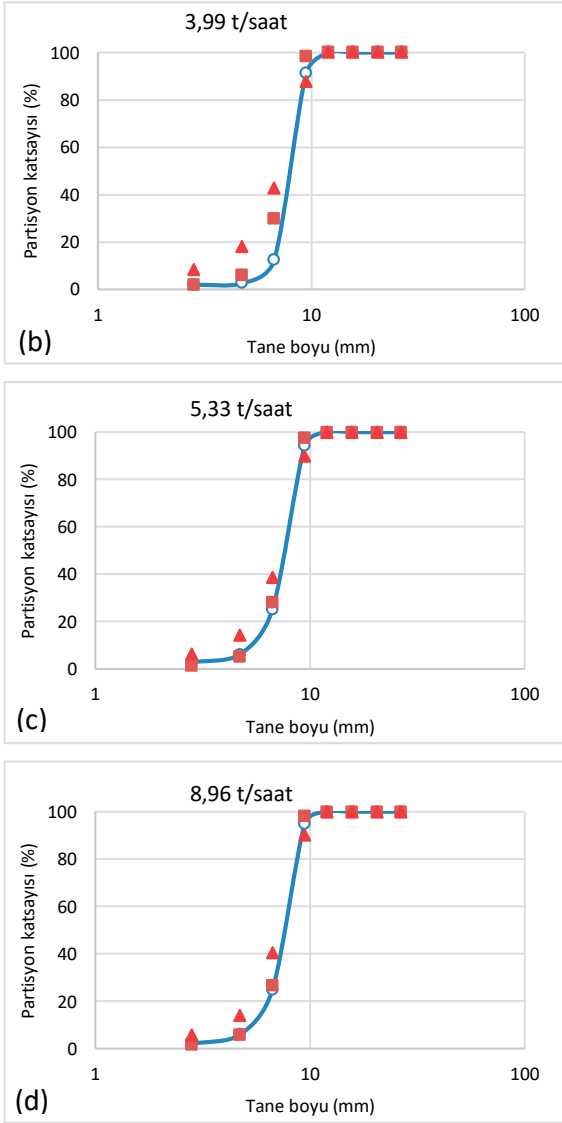 3,99 t/saat
Partisyon katsayısı (%)
100
80
60
40
20
0
1
10
100
Tane boyu (mm)
(b)
5,33 t/saat
Partisyon katsayısı (%)
100
80
60
40
20
0
1
10
100
Tane boyu (mm)
(c)
8,96 t/saat
Partisyon katsayısı (%)
100
80
60
40
20
0
1
10
100
Tane boyu (mm)
(d)